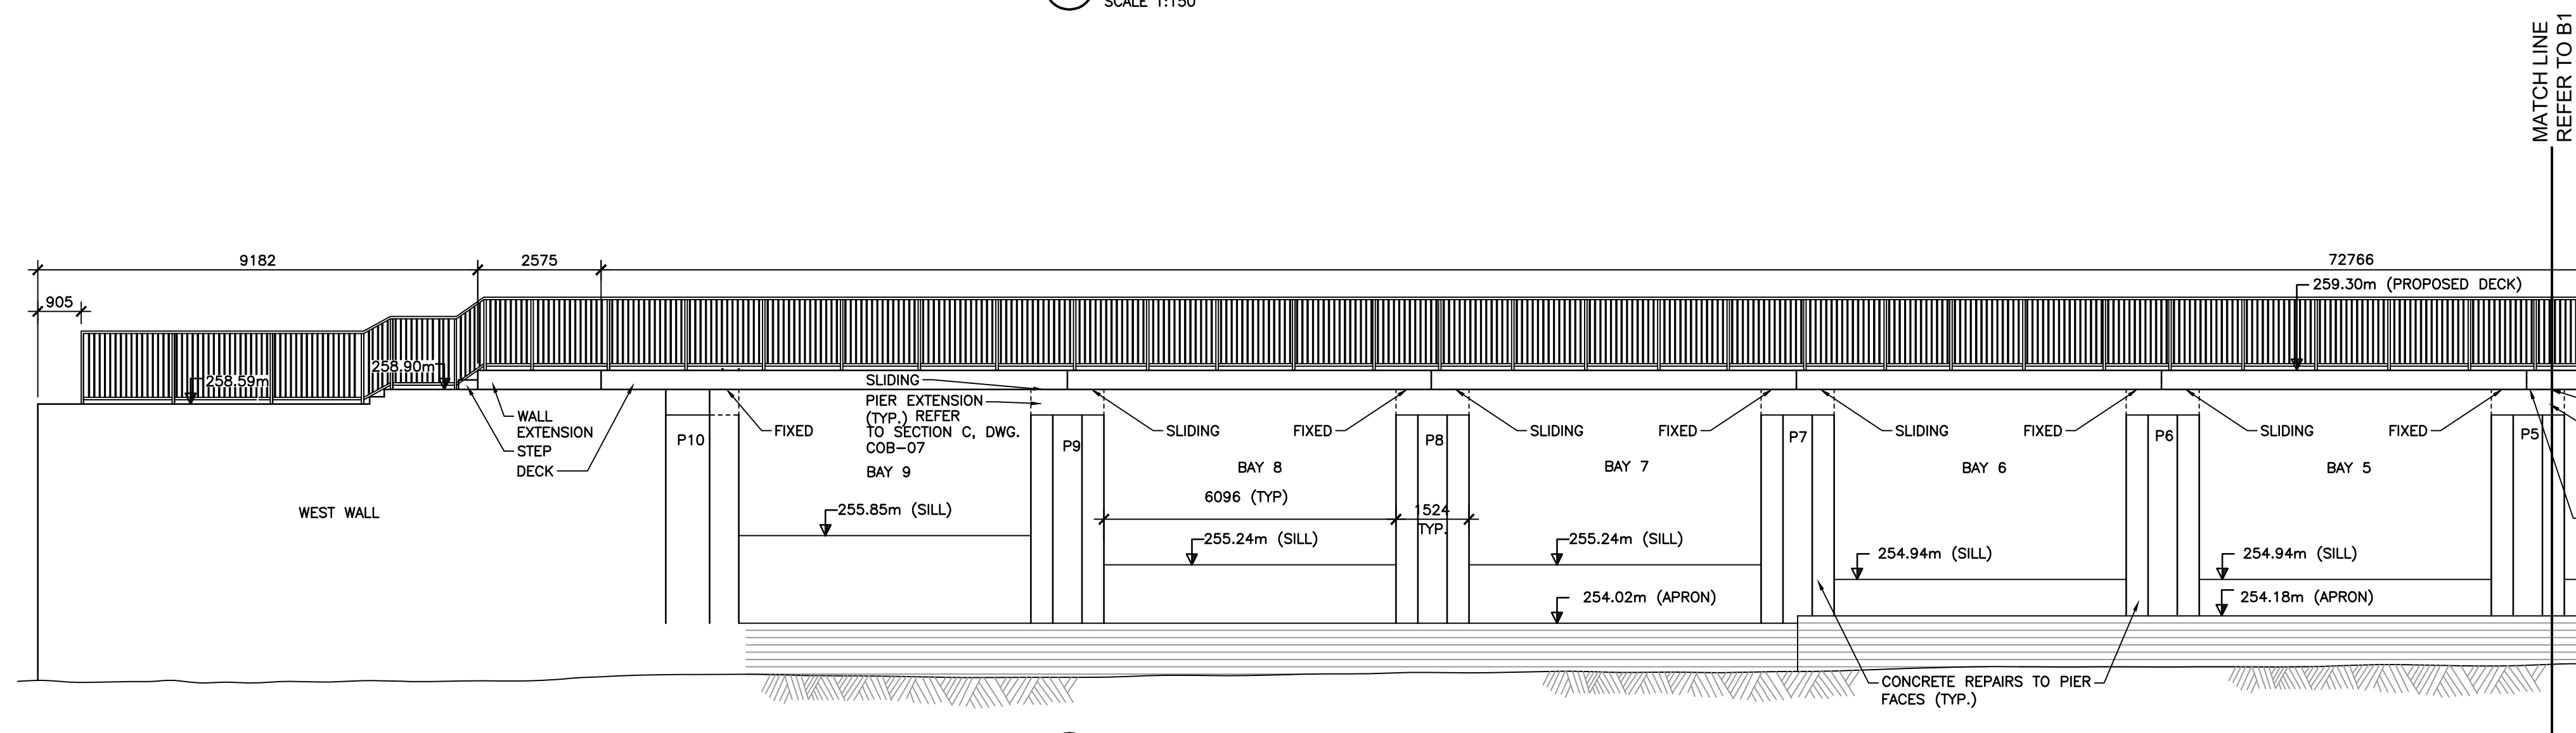 SCALE 1:150
MATCH LINE
REFER TO B1
9182
2575
72766
905
259.30m (PROPOSED DECK)
258.59m
258.90m
SLIDING
PIER EXTENSION
(TYP.) REFER
TO SECTION C, DWG.
COB-07
WALL
EXTENSION
STEP
DECK
P10
FIXED
BAY 9
P9
SLIDING
FIXED
P8
SLIDING
FIXED
P7
SLIDING
FIXED
P6
SLIDING
FIXED
P5
BAY 8
BAY 7
BAY 6
BAY 5
6096 (TYP)
1524
TYP.
WEST WALL
255.85m (SILL)
255.24m (SILL)
255.24m (SILL)
254.94m (SILL)
254.94m (SILL)
254.02m (APRON)
254.18m (APRON)
CONCRETE REPAIRS TO PIER
FACES (TYP.)